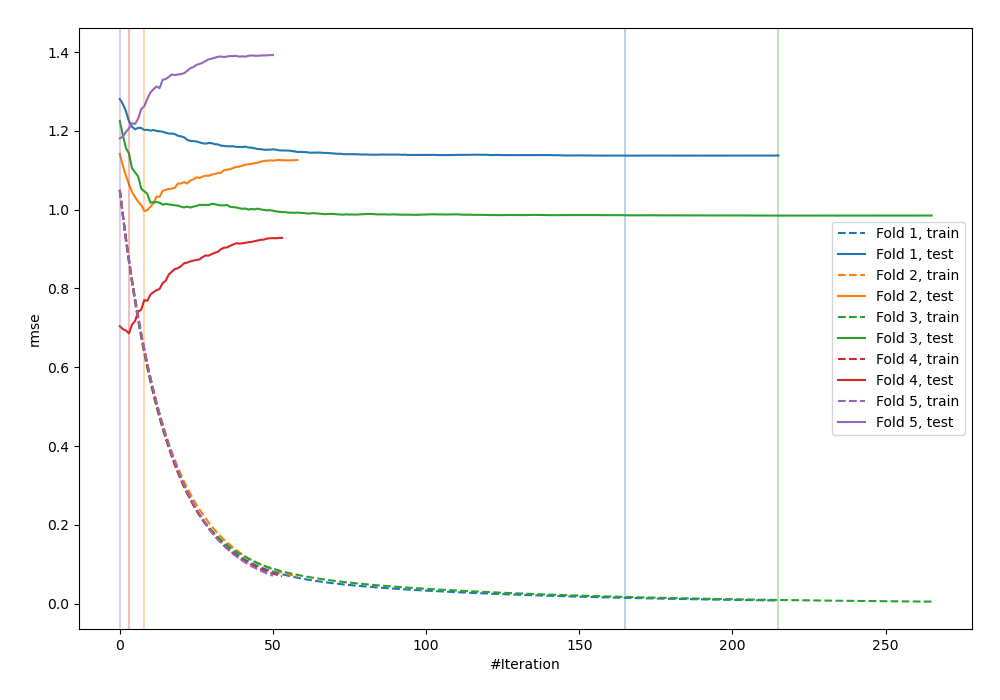 1.4
1.2
1.0
0.8
0.6
0.4
0.2
0.0
rmse
0
50
100
150
200
250
#Iteration
Fold 1, train
Fold 1, test
Fold 2, train
Fold 2, test
Fold 3, train
Fold 3, test
Fold 4, train
Fold 4, test
Fold 5, train
Fold 5, test